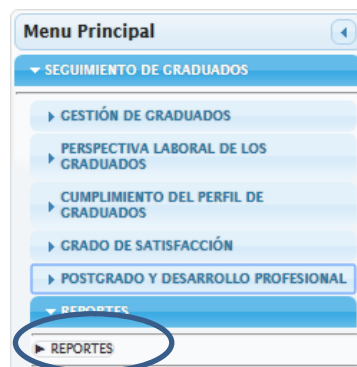 Menu Principal
SEGUIMIENTO DE GRADUADOS
GESTIÓN DE GRADUADOS
PERSPECTIVA LABORAL DE LOS
GRADUADOS
CUMPLIMIENTO DEL PERFIL DE
GRADUADOS
GRADO DE SATISFACCIÓN
POSTGRADO Y DESARROLLO PROFESIONAL
REPORTES
REPORTES